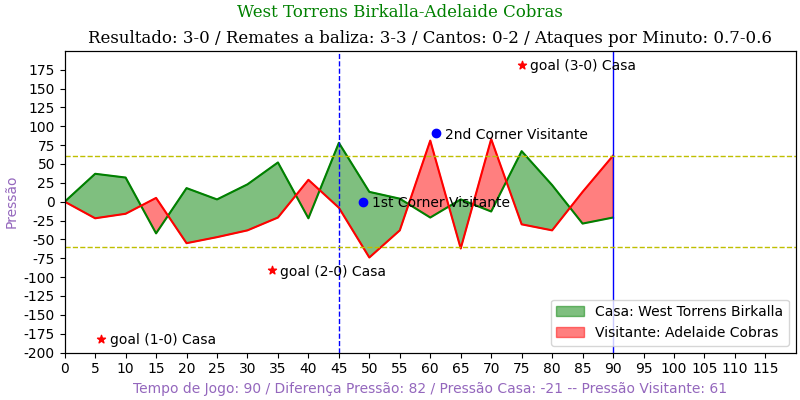 West Torrens Birkalla-Adelaide Cobras
Resultado: 3-0 / Remates a baliza: 3-3 / Cantos: 0-2 / Ataques por Minuto: 0.7-0.6
Pressão
175
150
125
100
75
50
25
0
-25
-50
-75
-100
-125
-150
-175
-200
goal (3-0) Casa
2nd Corner Visitante
1st Corner Visitante
goal (2-0) Casa
goal (1-0) Casa
Casa: West Torrens Birkalla
Visitante: Adelaide Cobras
0 5 10 15 20 25 30 35 40 45 50 55 60 65 70 75 80 85 90 95 100 105 110 115
Tempo de Jogo: 90 / Diferença Pressão: 82 / Pressão Casa: -21 -- Pressão Visitante: 61